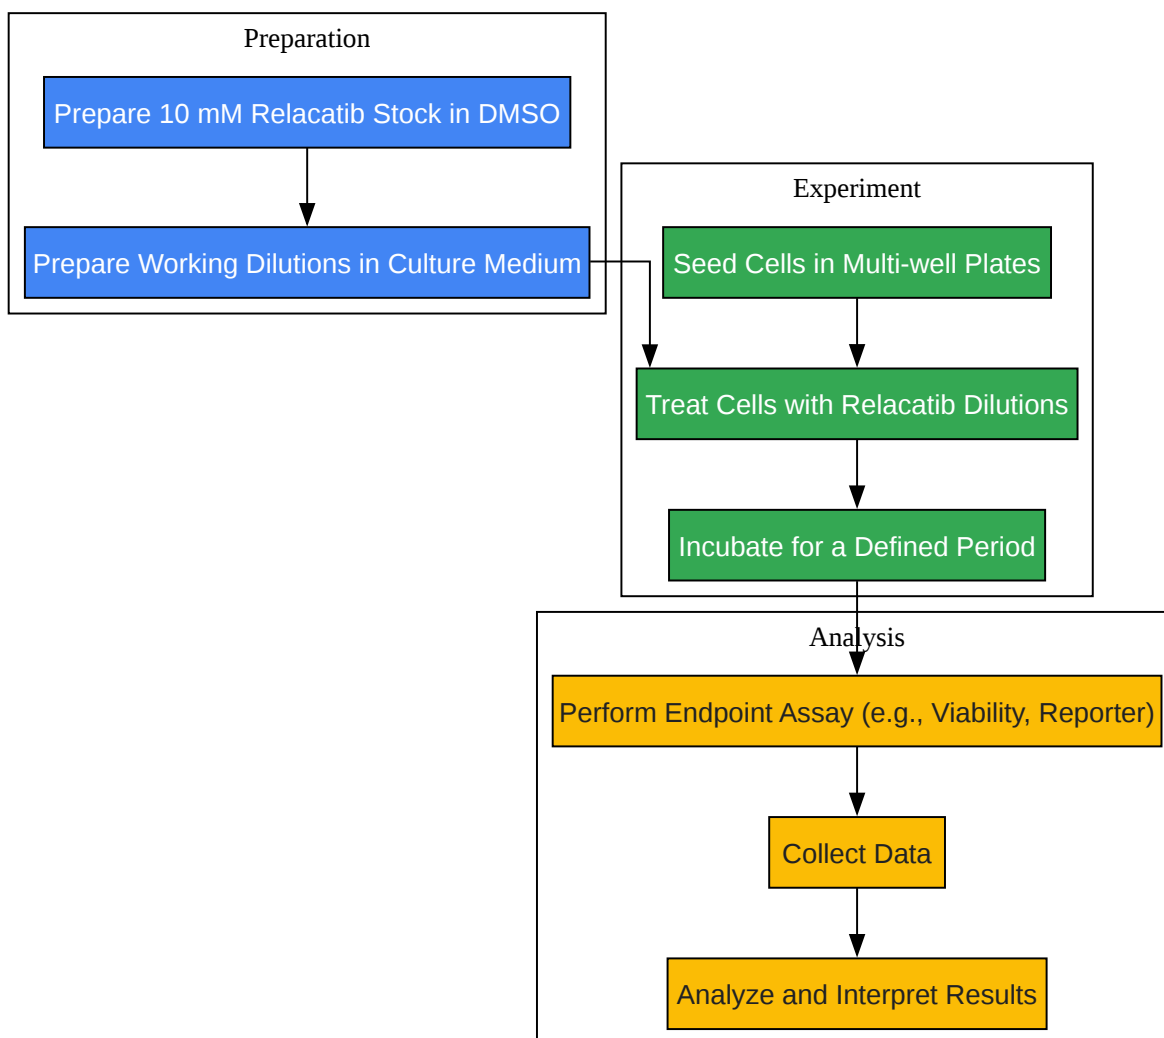 Preparation
Prepare 10 mM Relacatib Stock in DMSO
Prepare Working Dilutions in Culture Medium
Experiment
Seed Cells in Multi-well Plates
Treat Cells with Relacatib Dilutions
Incubate for a Defined Period
Analysis
Perform Endpoint Assay (e.g., Viability, Reporter)
Collect Data
Analyze and Interpret Results